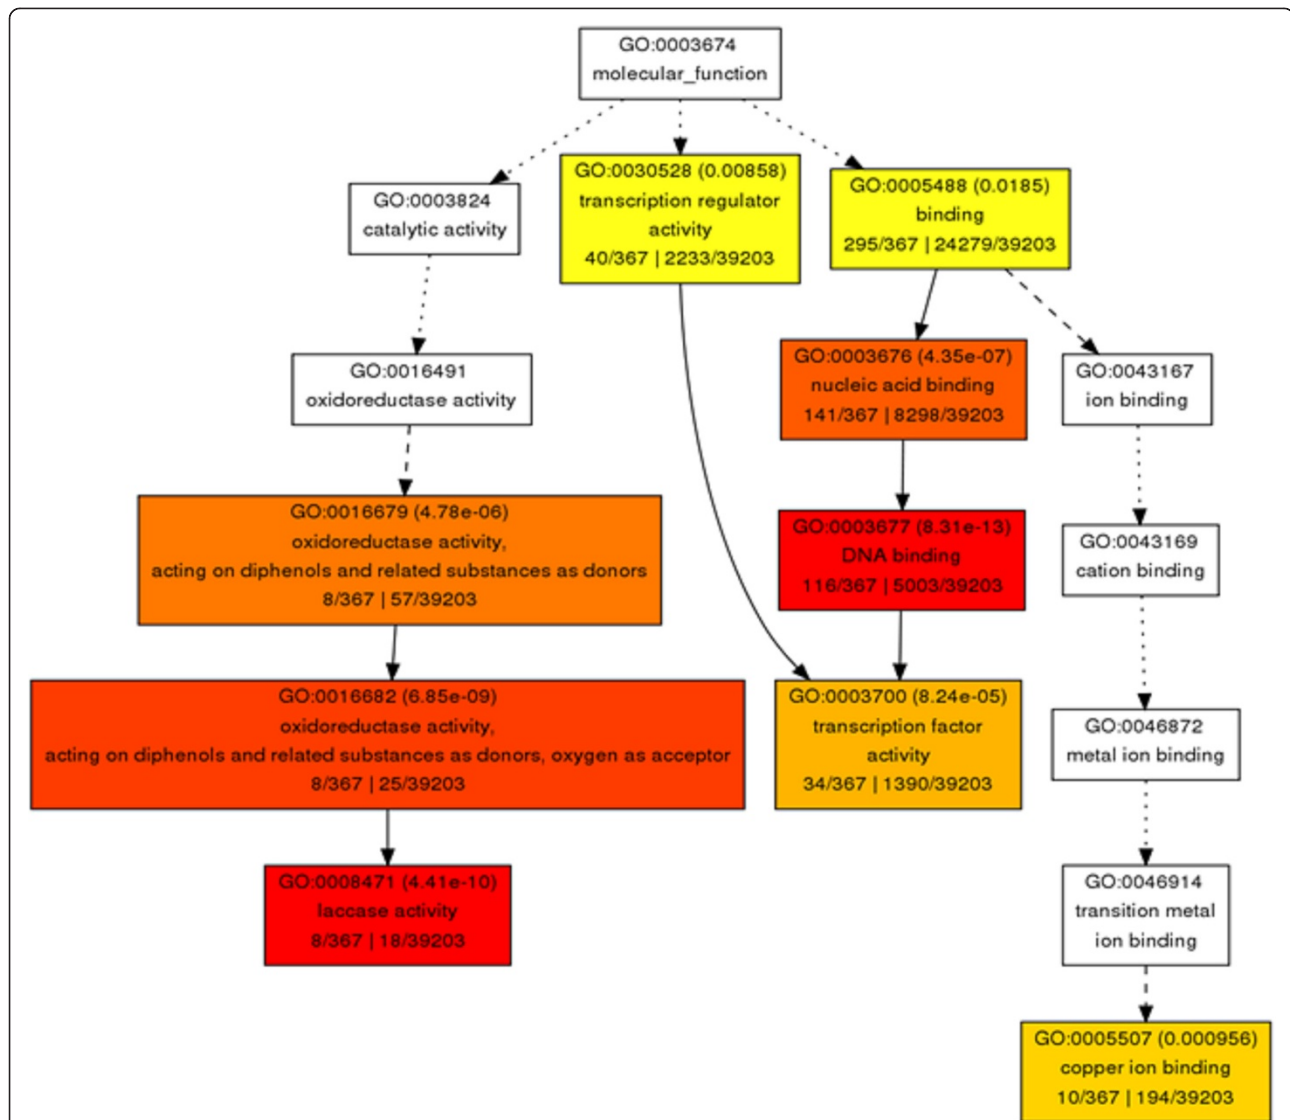 GO:0003674
molecular_function
GO:0030528 (0.00858)
transcription regulator
activity
40/367 | 2233/39203
GO:0005488 (0.0185)
binding
295/367 | 24279/39203
GO:0003824
catalytic activity
GO:0003676 (4.35e-07)
nucleic acid binding
141/367 | 8298/39203
GO:0043167
ion binding
GO:0016491
oxidoreductase activity
GO:0016679 (4.78e-06)
oxidoreductase activity,
acting on diphenols and related substances as donors
8/367 | 57/39203
GO:0003677 (8.31e-13)
DNA binding
116/367 | 5003/39203
GO:0043169
cation binding
GO:0016682 (6.85e-09)
oxidoreductase activity,
acting on diphenols and related substances as donors, oxygen as acceptor
8/367 | 25/39203
GO:0003700 (8.24e-05)
transcription factor
activity
34/367 | 1390/39203
GO:0046872
metal ion binding
GO:0008471 (4.41e-10)
laccase activity
8/367 | 18/39203
GO:0046914
transition metal
ion binding
GO:0005507 (0.000956)
copper ion binding
10/367 | 194/39203